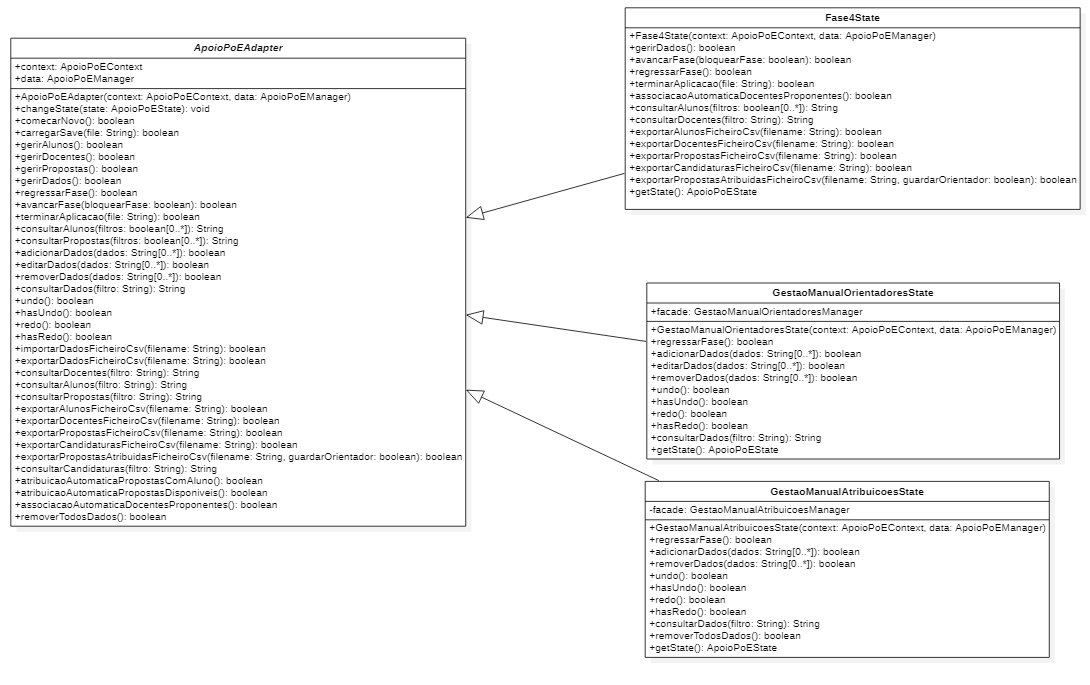 ApoioPoEAdapter
+context: ApoioPoEContext
+data: ApoioPoEManager
+ApoioPoEAdapter(context: ApoioPoEContext, data: ApoioPoEManager)
+changeState(state: ApoioPoEState): void
+comecarNovo(): boolean
+carregarSave(file: String): boolean
+gerirAlunos(): boolean
+gerirDocentes(): boolean
+gerirPropostas(): boolean
+gerirDados(): boolean
+regressarFase(): boolean
+avancarFase(bloquearFase: boolean): boolean
+terminarAplicacao(file: String): boolean
+consultarAlunos(filtros: boolean[0..*]): String
+consultarPropostas(filtros: boolean[0..*]): String
+adicionarDados(dados: String[0..*]): boolean
+editarDados(dados: String[0..*]): boolean
+removerDados(dados: String[0..*]): boolean
+consultarDados(filtro: String): String
+undo(): boolean
+hasUndo(): boolean
+redo(): boolean
+hasRedo(): boolean
+importarDadosFicheiroCsv(filename: String): boolean
+exportarDadosFicheiroCsv(filename: String): boolean
+consultarDocentes(filtro: String): String
+consultarAlunos(filtro: String): String
+consultarPropostas(filtro: String): String
+exportarAlunosFicheiroCsv(filename: String): boolean
+exportarDocentesFicheiroCsv(filename: String): boolean
+exportarPropostasFicheiroCsv(filename: String): boolean
+exportarCandidaturasFicheiroCsv(filename: String): boolean
+exportarPropostasAtribuidasFicheiroCsv(filename: String, guardarOrientador: boolean): boolean
+consultarCandidaturas(filtro: String): String
+atribuicaoAutomaticaPropostasComAluno(): boolean
+atribuicaoAutomaticaPropostasDisponiveis(): boolean
+associacaoAutomaticaDocentesProponentes(): boolean
+removerTodosDados(): boolean
Fase4State
+Fase4State(context: ApoioPoEContext, data: ApoioPoEManager)
+gerirDados(): boolean
+avancarFase(bloquearFase: boolean): boolean
+regressarFase(): boolean
+terminarAplicacao(file: String): boolean
+associacaoAutomaticaDocentesProponentes(): boolean
+consultarAlunos(filtros: boolean[0..*]): String
+consultarDocentes(filtro: String): String
+exportarAlunosFicheiroCsv(filename: String): boolean
+exportarDocentesFicheiroCsv(filename: String): boolean
+exportarPropostasFicheiroCsv(filename: String): boolean
+exportarCandidaturasFicheiroCsv(filename: String): boolean
+exportarPropostasAtribuidasFicheiroCsv(filename: String, guardarOrientador: boolean): boolean
+getState(): ApoioPoEState
GestaoManualOrientadoresState
+facade: GestaoManualOrientadoresManager
+GestaoManualOrientadoresState(context: ApoioPoEContext, data: ApoioPoEManager)
+regressarFase(): boolean
+adicionarDados(dados: String[0..*]): boolean
+editarDados(dados: String[0..*]): boolean
+removerDados(dados: String[0..*]): boolean
+undo(): boolean
+hasUndo(): boolean
+redo(): boolean
+hasRedo(): boolean
+consultarDados(filtro: String): String
+getState(): ApoioPoEState
GestaoManualAtribuicoesState
-facade: GestaoManualAtribuicoesManager
+GestaoManualAtribuicoesState(context: ApoioPoEContext, data: ApoioPoEManager)
+regressarFase(): boolean
+adicionarDados(dados: String[0..*]): boolean
+removerDados(dados: String[0..*]): boolean
+undo(): boolean
+hasUndo(): boolean
+redo(): boolean
+hasRedo(): boolean
+consultarDados(filtro: String): String
+removerTodosDados(): boolean
+getState(): ApoioPoEState